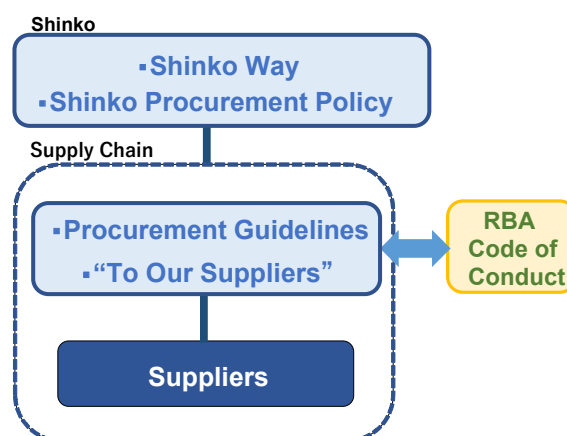 Shinko
▪Shinko Way
▪Shinko Procurement Policy
Supply Chain
▪Procurement Guidelines
▪“To Our Suppliers”
RBA
Code of
Conduct
Suppliers